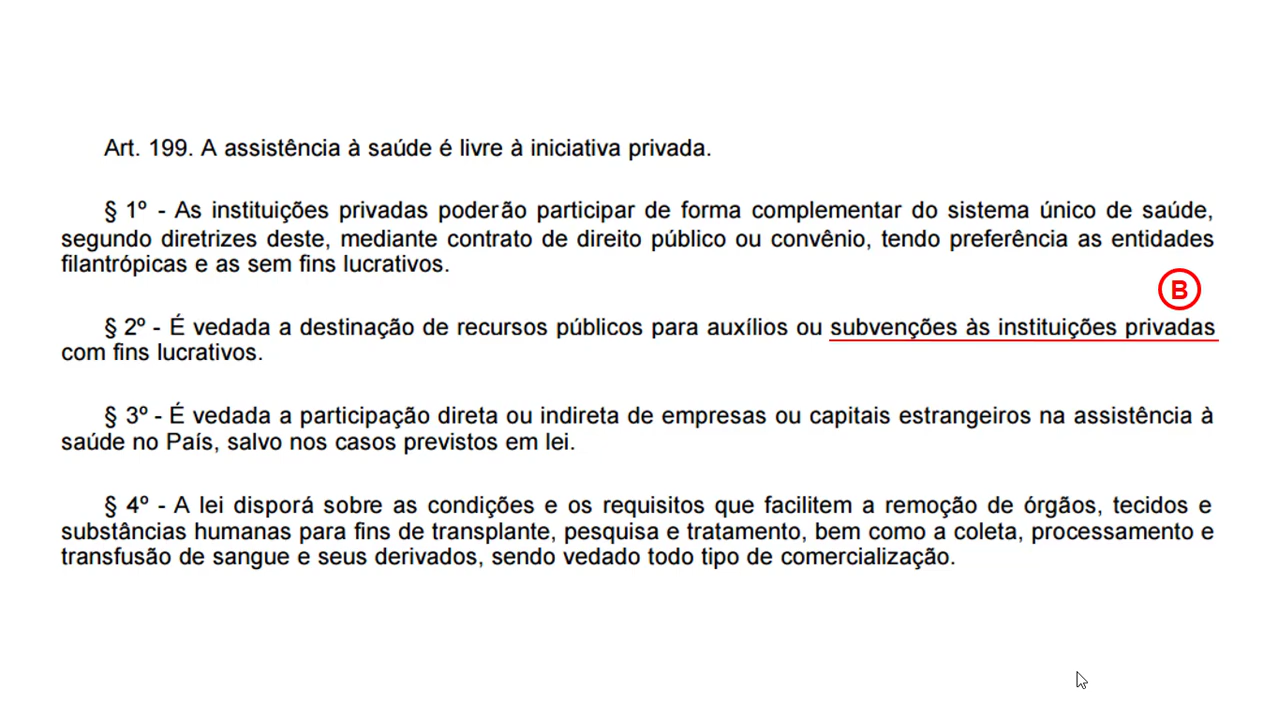 Art. 199. A assistência à saúde é livre à iniciativa privada.
§ 1º - As instituições privadas poderão participar de forma complementar do sistema único de saúde,
segundo diretrizes deste, mediante contrato de direito público ou convênio, tendo preferência as entidades
filantrópicas e as sem fins lucrativos.
B
§ 2º - É vedada a destinação de recursos públicos para auxílios ou subvenções às instituições privadas
com fins lucrativos.
§ 3º - É vedada a participação direta ou indireta de empresas ou capitais estrangeiros na assistência à
saúde no País, salvo nos casos previstos em lei.
§ 4º - A lei disporá sobre as condições e os requisitos que facilitem a remoção de órgãos, tecidos e
substâncias humanas para fins de transplante, pesquisa e tratamento, bem como a coleta, processamento e
transfusão de sangue e seus derivados, sendo vedado todo tipo de comercialização.